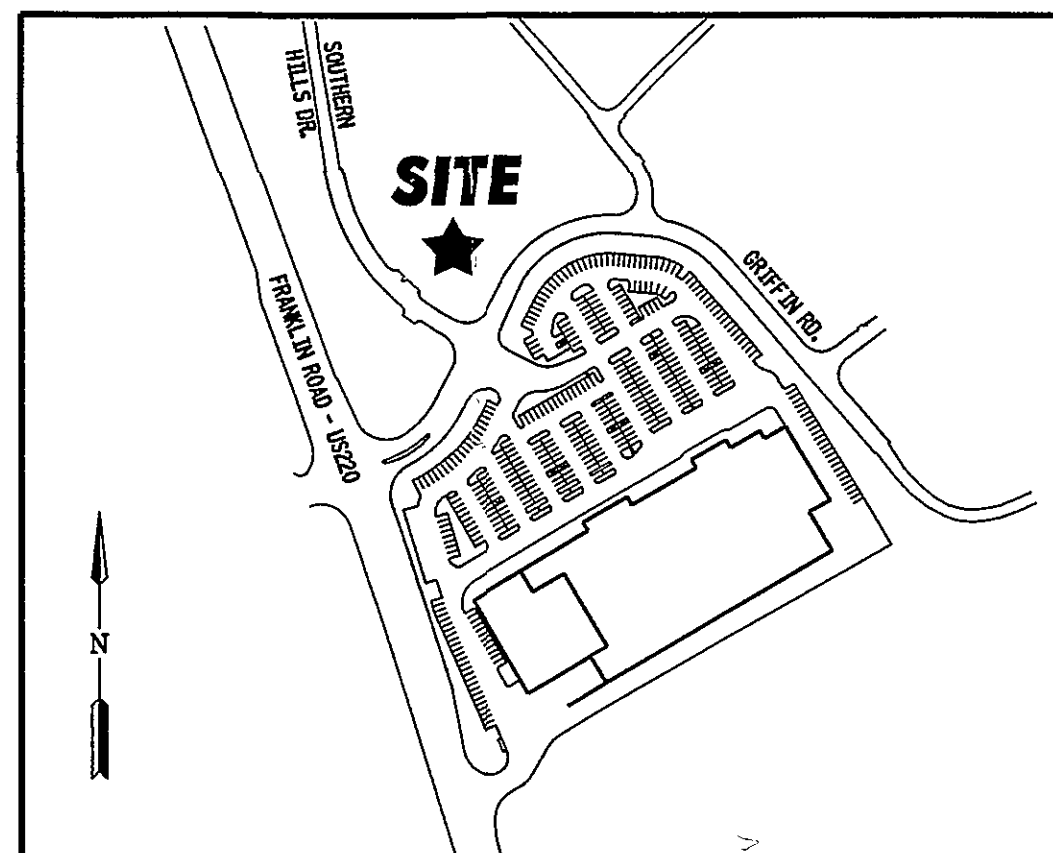 SOUTHERN
HILLS DR.
SITE
GRIFFIN RD.
FRANKLIN ROAD - US220
N